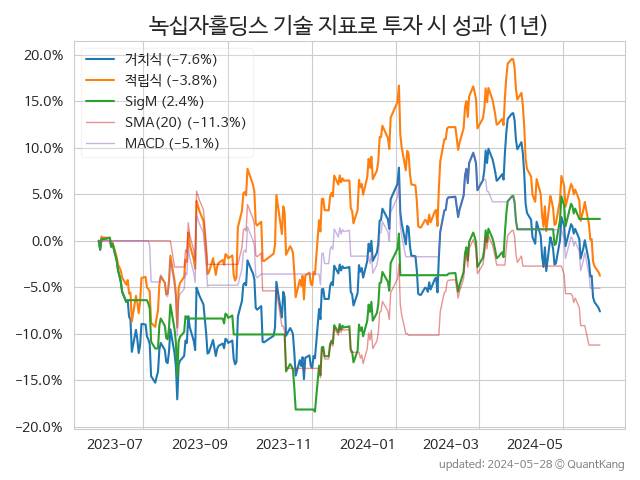 녹십자홀딩스 기술 지표로 투자 시 성과 (1년)
20.0%
15.0%
10.0%
5.0%
0.0%
−5.0%
−10.0%
−15.0%
−20.0%
거치식 (−7.6%)
적립식 (−3.8%)
SigM (2.4%)
SMA(20) (−11.3%)
MACD (−5.1%)
2023−07
2023−09
2023−11
2024−01
2024−03
2024−05
updated: 2024−05−28 © QuantKang